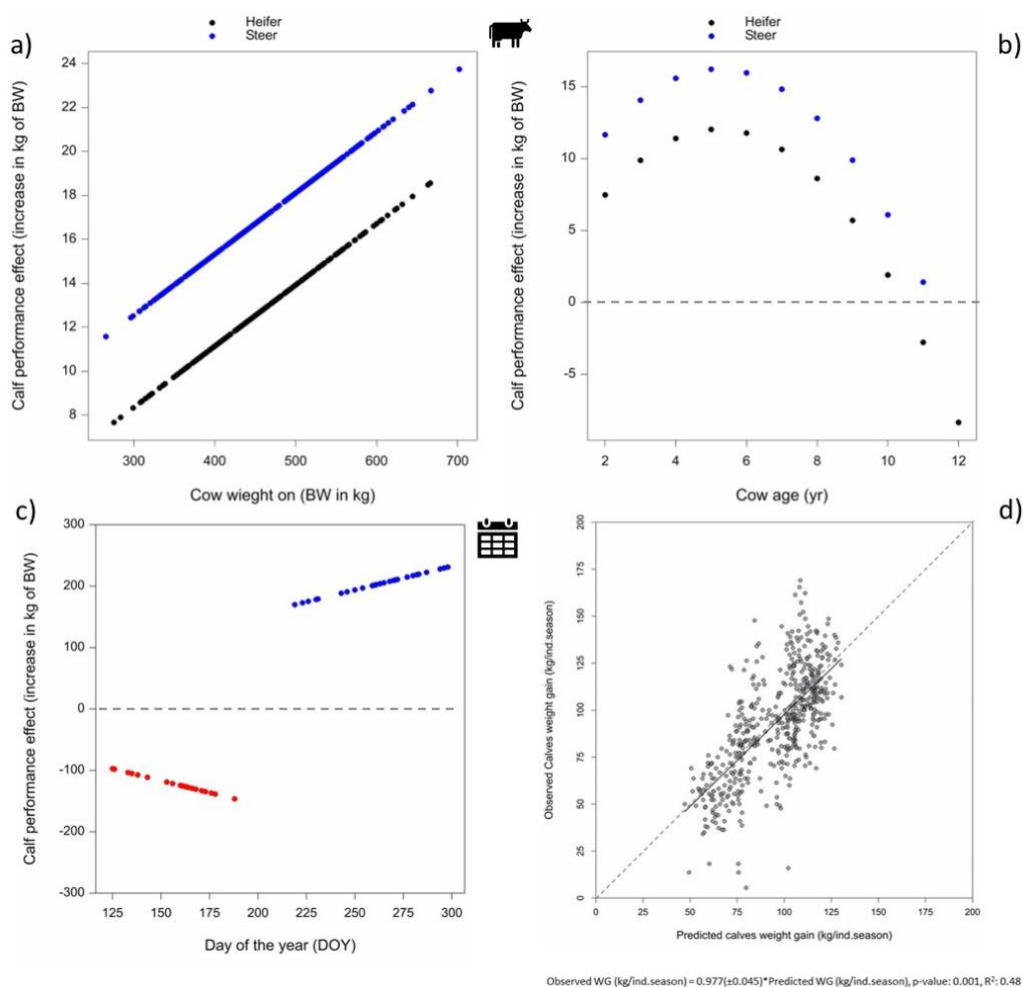 a)
Heifer
Steer
Calf performance effect (increase in kg of BW)
24
22
20
18
16
14
12
10
8
300 400 500 600 700
Cow wieght on (BW in kg)
b)
Heifer
Steer
Calf performance effect (increase in kg of BW)
15
10
5
0
-5
2 4 6 8 10 12
Cow age (yr)
c)
Calf performance effect (increase in kg of BW)
300
200
100
0
-100
-200
-300
125 150 175 200 225 250 275 300
Day of the year (DOY)
d)
Observed Calves weight gain (kg/ind.season)
200
175
150
125
100
75
50
25
0
0 25 50 75 100 125 150 175 200
Predicted calves weight gain (kg/ind.season)
Observed WG (kg/ind.season) = 0.977(±0.045)*Predicted WG (kg/ind.season), p-value: 0.001, R²: 0.48